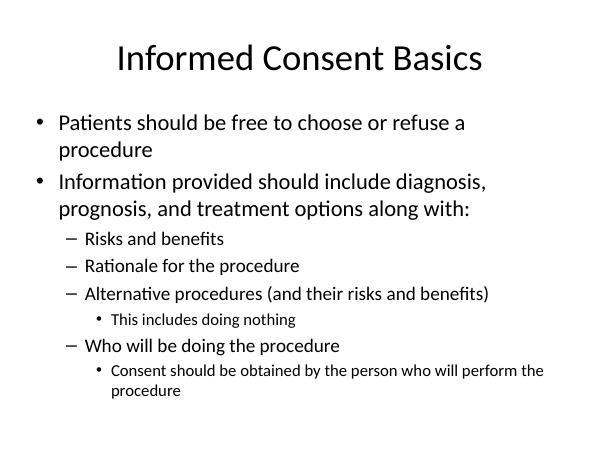 Informed Consent Basics
• Patients should be free to choose or refuse a
procedure
• Information provided should include diagnosis,
prognosis, and treatment options along with:
– Risks and benefits
– Rationale for the procedure
– Alternative procedures (and their risks and benefits)
• This includes doing nothing
– Who will be doing the procedure
• Consent should be obtained by the person who will perform the
procedure